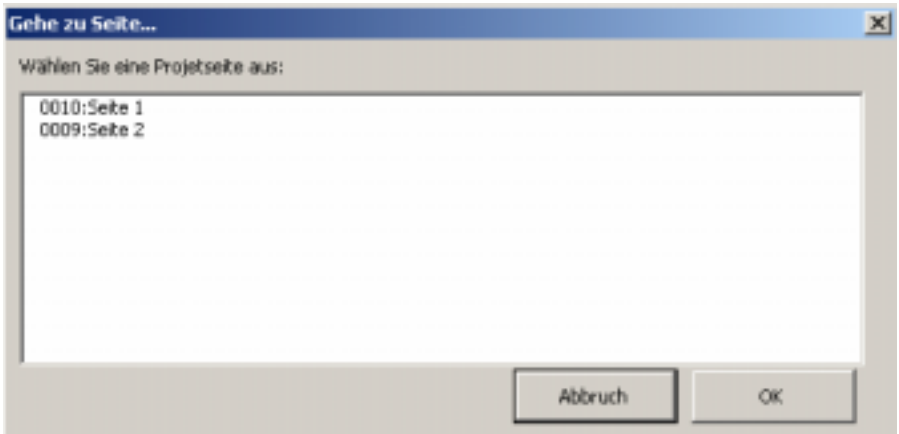 Gehe zu Seite...
Wählen Sie eine Projetseite aus:
0010:Seite 1
0009:Seite 2
Abbruch
OK